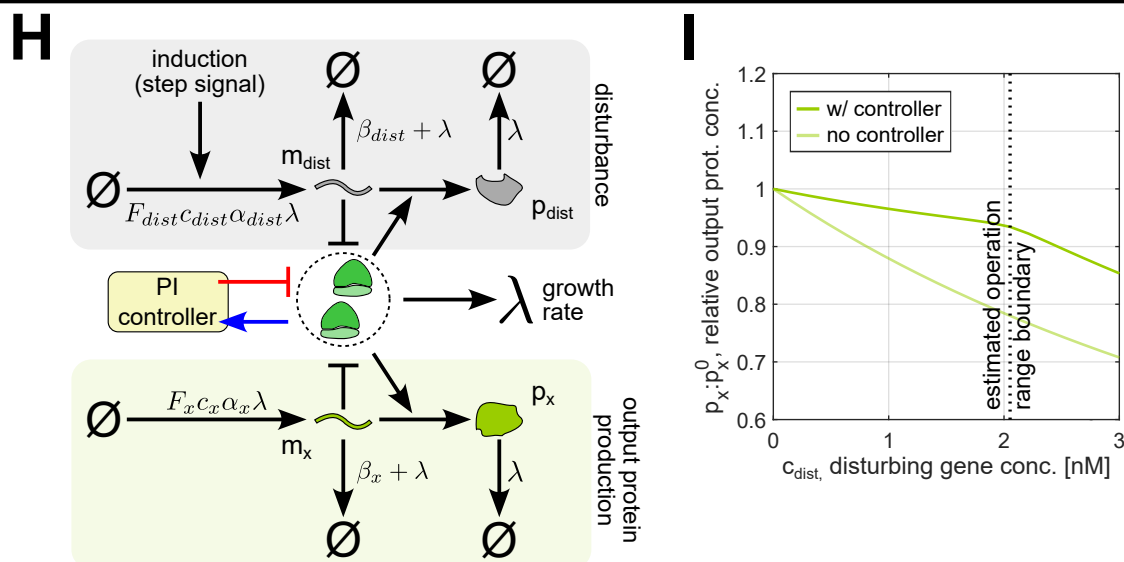 H
induction
(step signal)
Ø
Ø
β_dist + λ
λ
m_dist
Ø
F_dist c_dist α_dist λ
p_dist
disturbance
PI
controller
λ growth
rate
F_x c_x α_x λ
p_x
Ø
m_x
β_x + λ
λ
Ø
Ø
output protein
production
I
p_x:p_x^0, relative output prot. conc.
1.2
1.1
1
0.9
0.8
0.7
0.6
w/ controller
no controller
estimated operation
range boundary
0
1
2
3
c_dist, disturbing gene conc. [nM]